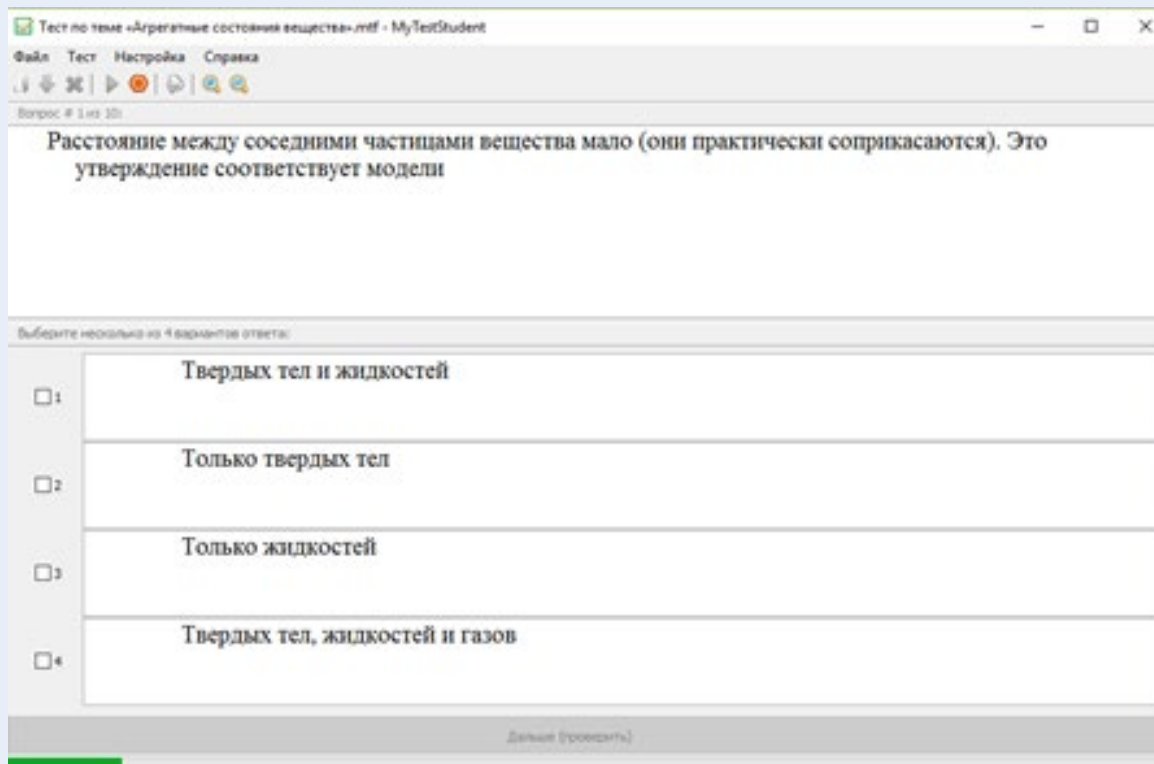 Тест по теме «Агрегатные состояния вещества».mtf - MyTestStudent
Файл Тест Настройка Справка
Вопрос # 1 из 10:
Расстояние между соседними частицами вещества мало (они практически соприкасаются). Это
утверждение соответствует модели
Выберите несколько из 4 вариантов ответа:
1 Твердых тел и жидкостей
2 Только твердых тел
3 Только жидкостей
4 Твердых тел, жидкостей и газов
Дальше (проверить)